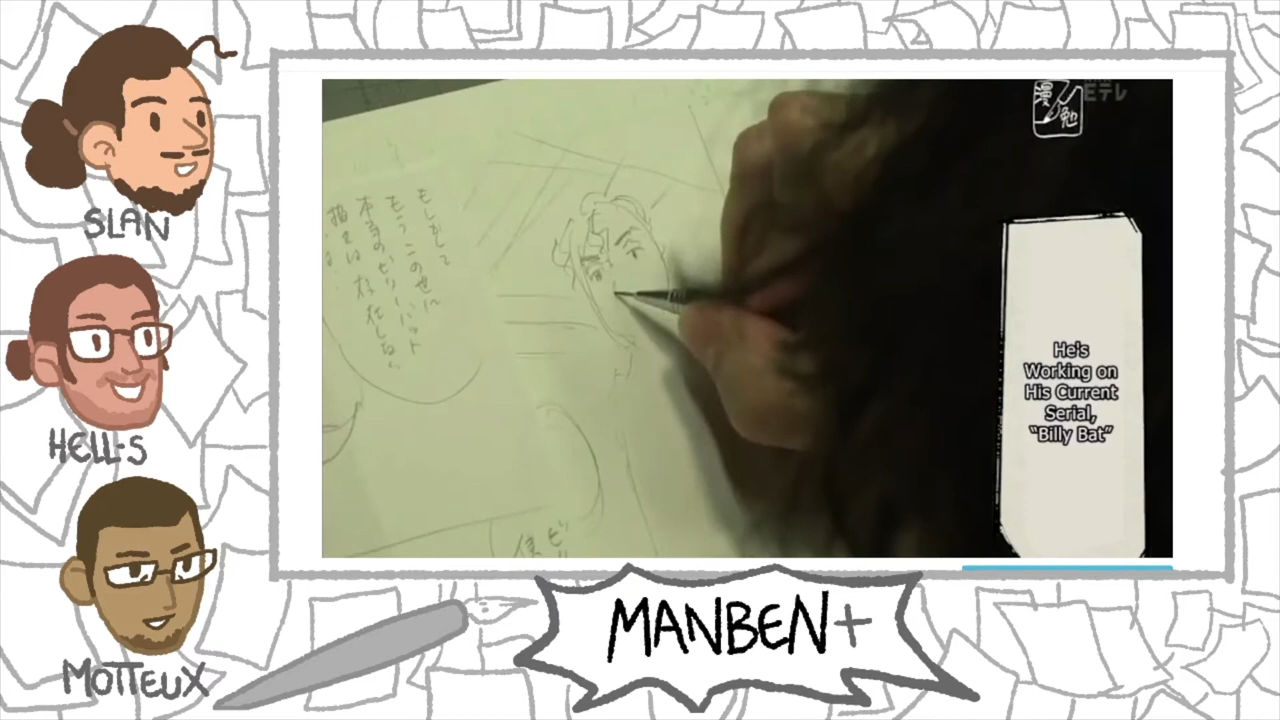 SLAN
HELL-S
MOTTEUX
漫勉
Eテレ
もしかして
もうこの世に
本当のビリーバット
描きは存在しない
He's
Working on
His Current
Serial,
“Billy Bat”
MANBEN+